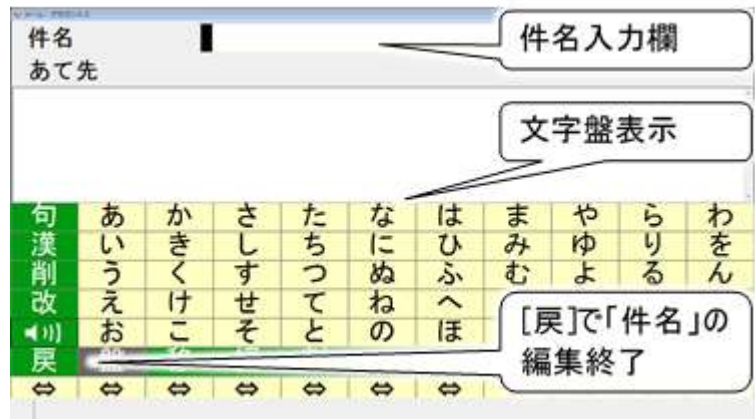 件名
件名入力欄
あて先
文字盤表示
句 あ か さ た な は ま や ら わ
漢 い き し ち に ひ み ゆ り を
削 う く す つ ぬ ふ む よ る ん
改 え け せ て ね へ
お こ そ と の ほ
戻
[戻]で「件名」の
編集終了
⇔ ⇔ ⇔ ⇔ ⇔ ⇔ ⇔